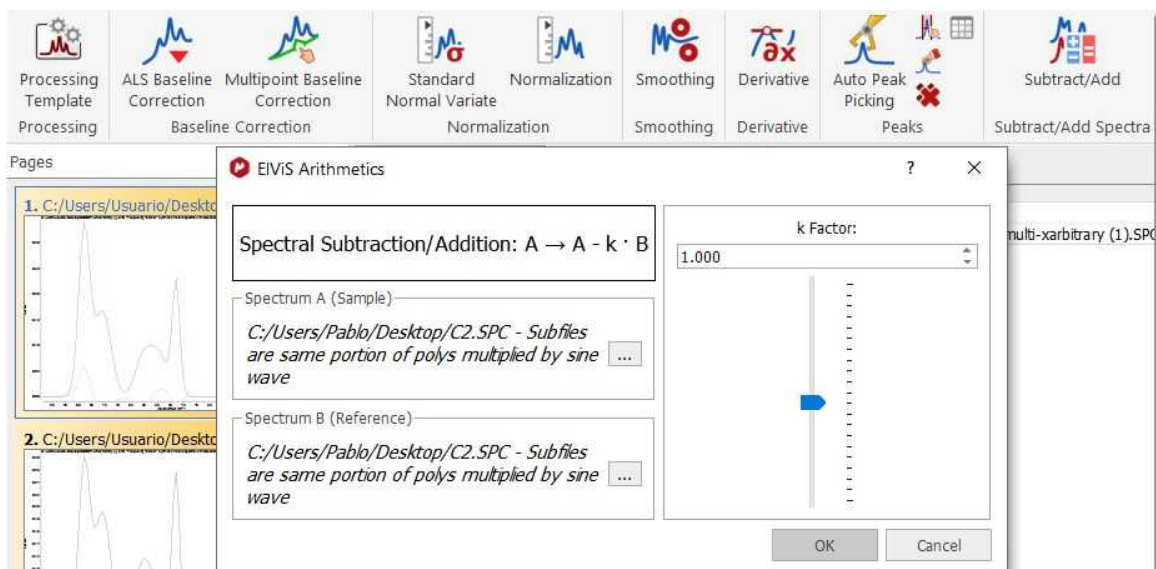 Processing Template
ALS Baseline Correction
Multipoint Baseline Correction
Standard Normal Variate
Normalization
Smoothing
Derivative
Auto Peak Picking
Subtract/Add
Processing
Baseline Correction
Normalization
Smoothing
Derivative
Peaks
Subtract/Add Spectra
Pages
ElViS Arithmetics
?
1. C:/Users/Usuario/Deskto
multi-xarbitrary (1).SPC
Spectral Subtraction/Addition: A → A - k · B
k Factor:
1.000
Spectrum A (Sample)
C:/Users/Pablo/Desktop/C2.SPC - Subfiles
are same portion of polys multiplied by sine
wave
...
Spectrum B (Reference)
2. C:/Users/Usuario/Deskto
C:/Users/Pablo/Desktop/C2.SPC - Subfiles
are same portion of polys multiplied by sine
wave
...
OK
Cancel